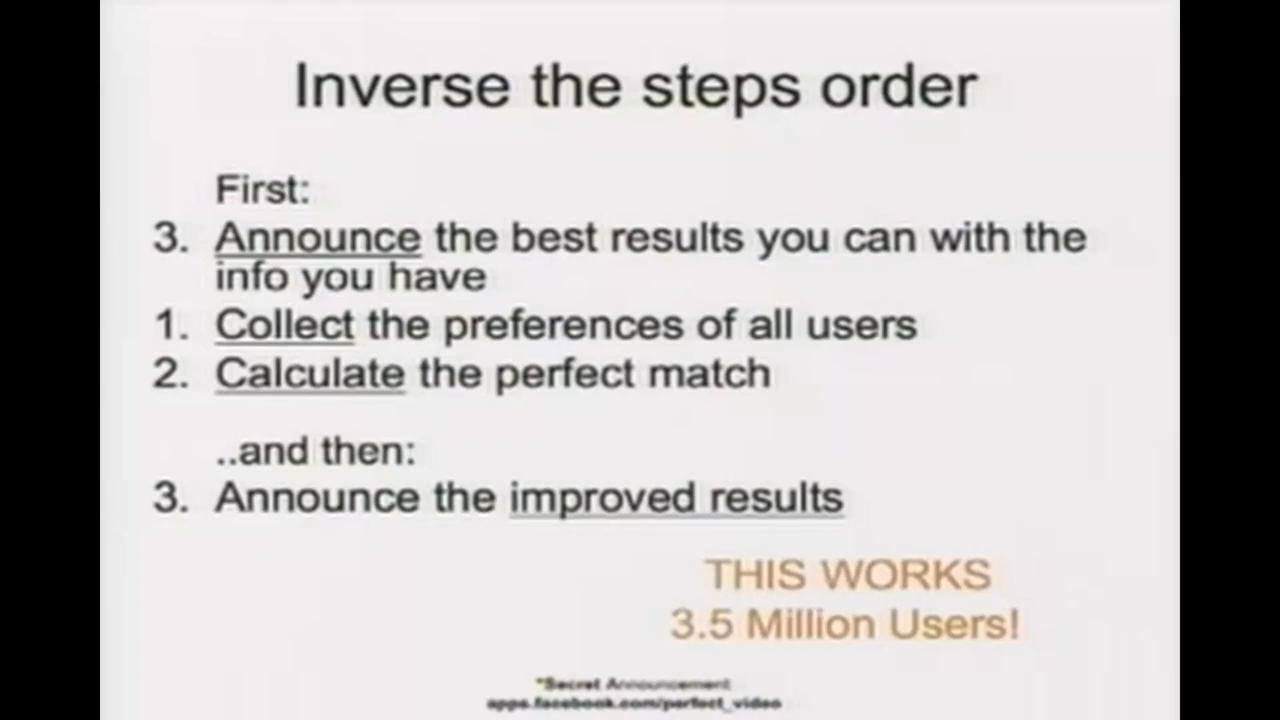 Inverse the steps order
First:
3. Announce the best results you can with the
info you have
1. Collect the preferences of all users
2. Calculate the perfect match
..and then:
3. Announce the improved results
THIS WORKS
3.5 Million Users!
*Secret Announcement
apps.facebook.com/perfect_video